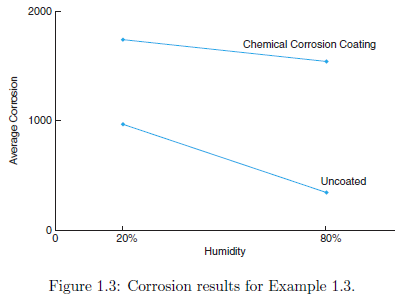 2000
Chemical Corrosion Coating
Average Corrosion
1000
Uncoated
0
0
20%
80%
Humidity
Figure 1.3: Corrosion results for Example 1.3.